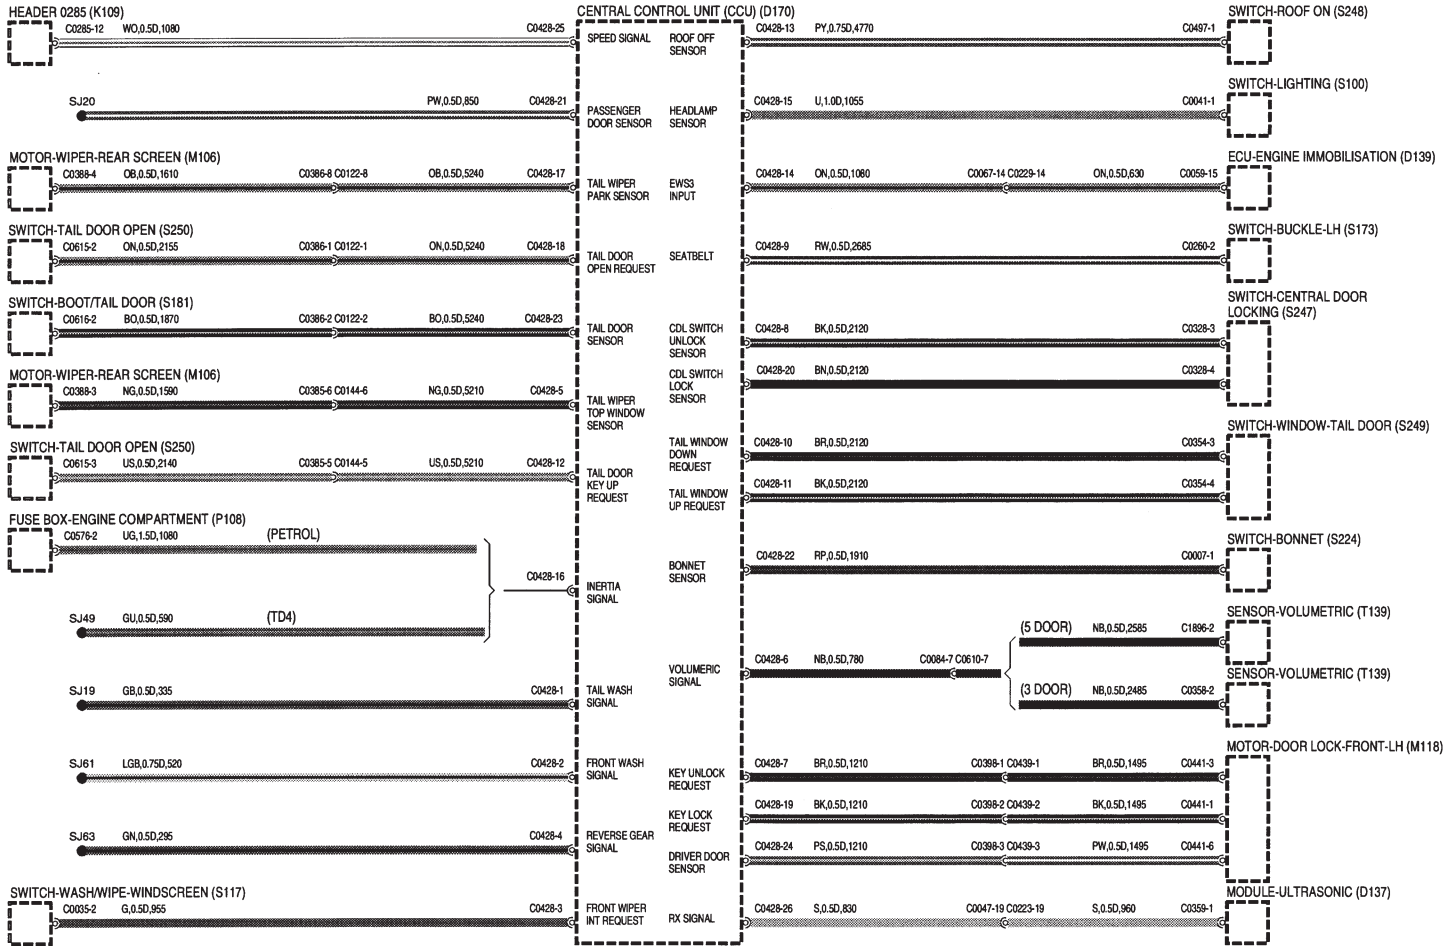 HEADER 0285 (K109)
C0285-12 WO,0.5D,1080 C0428-25
SJ20 PW,0.5D,850 C0428-21
MOTOR-WIPER-REAR SCREEN (M106)
C0388-4 OB,0.5D,1610 C0386-8 C0122-8 OB,0.5D,5240 C0428-17
SWITCH-TAIL DOOR OPEN (S250)
C0615-2 ON,0.5D,2155 C0386-1 C0122-1 ON,0.5D,5240 C0428-18
SWITCH-BOOT/TAIL DOOR (S181)
C0616-2 BO,0.5D,1870 C0386-2 C0122-2 BO,0.5D,5240 C0428-23
MOTOR-WIPER-REAR SCREEN (M106)
C0388-3 NG,0.5D,1590 C0385-6 C0144-6 NG,0.5D,5210 C0428-5
SWITCH-TAIL DOOR OPEN (S250)
C0615-3 US,0.5D,2140 C0385-5 C0144-5 US,0.5D,5210 C0428-12
FUSE BOX-ENGINE COMPARTMENT (P108)
C0576-2 UG,1.5D,1080 (PETROL)
C0428-16
SJ49 GU,0.5D,590 (TD4)
SJ19 GB,0.5D,335 C0428-1
SJ61 LGB,0.75D,520 C0428-2
SJ63 GN,0.5D,295 C0428-4
SWITCH-WASH/WIPE-WINDSCREEN (S117)
C0035-2 G,0.5D,955 C0428-3
CENTRAL CONTROL UNIT (CCU) (D170)
SPEED SIGNAL
PASSENGER
DOOR SENSOR
TAIL WIPER
PARK SENSOR
TAIL DOOR
OPEN REQUEST
TAIL DOOR
SENSOR
TAIL WIPER
TOP WINDOW
SENSOR
TAIL DOOR
KEY UP
REQUEST
INERTIA
SIGNAL
TAIL WASH
SIGNAL
FRONT WASH
SIGNAL
REVERSE GEAR
SIGNAL
FRONT WIPER
INT REQUEST
ROOF OFF
SENSOR
HEADLAMP
SENSOR
EWS3
INPUT
SEATBELT
CDL SWITCH
UNLOCK
SENSOR
CDL SWITCH
LOCK
SENSOR
TAIL WINDOW
DOWN
REQUEST
TAIL WINDOW
UP REQUEST
BONNET
SENSOR
VOLUMERIC
SIGNAL
KEY UNLOCK
REQUEST
KEY LOCK
REQUEST
DRIVER DOOR
SENSOR
RX SIGNAL
SWITCH-ROOF ON (S248)
C0428-13 PY,0.75D,4770 C0497-1
SWITCH-LIGHTING (S100)
C0428-15 U,1.0D,1055 C0041-1
ECU-ENGINE IMMOBILISATION (D139)
C0428-14 ON,0.5D,1080 C0067-14 C0229-14 ON,0.5D,630 C0059-15
SWITCH-BUCKLE-LH (S173)
C0428-9 RW,0.5D,2685 C0260-2
SWITCH-CENTRAL DOOR
LOCKING (S247)
C0428-8 BK,0.5D,2120 C0328-3
C0428-20 BN,0.5D,2120 C0328-4
SWITCH-WINDOW-TAIL DOOR (S249)
C0428-10 BR,0.5D,2120 C0354-3
C0428-11 BK,0.5D,2120 C0354-4
SWITCH-BONNET (S224)
C0428-22 RP,0.5D,1910 C0007-1
SENSOR-VOLUMETRIC (T139)
(5 DOOR) NB,0.5D,2585 C1896-2
C0428-6 NB,0.5D,780 C0084-7 C0610-7
SENSOR-VOLUMETRIC (T139)
(3 DOOR) NB,0.5D,2485 C0358-2
MOTOR-DOOR LOCK-FRONT-LH (M118)
C0428-7 BR,0.5D,1210 C0398-1 C0439-1 BR,0.5D,1495 C0441-3
C0428-19 BK,0.5D,1210 C0398-2 C0439-2 BK,0.5D,1495 C0441-1
C0428-24 PS,0.5D,1210 C0398-3 C0439-3 PW,0.5D,1495 C0441-6
MODULE-ULTRASONIC (D137)
C0428-26 S,0.5D,830 C0047-19 C0223-19 S,0.5D,960 C0359-1